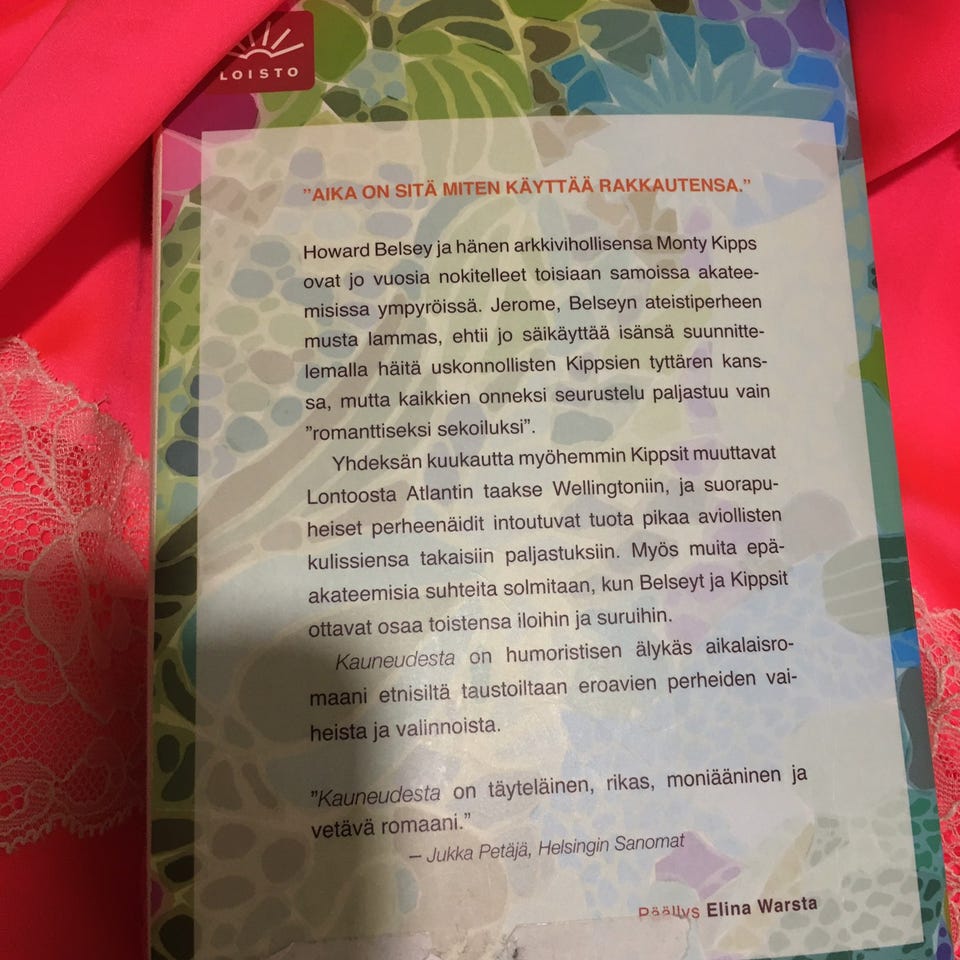 LOISTO
”AIKA ON SITÄ MITEN KÄYTTÄÄ RAKKAUTENSA.”
Howard Belsey ja hänen arkkivihollisensa Monty Kipps
ovat jo vuosia nokitelleet toisiaan samoissa akatee-
misissa ympyröissä. Jerome, Belseyn ateistiperheen
musta lammas, ehtii jo säikäyttää isänsä suunnitte-
lemalla häitä uskonnollisten Kippsien tyttären kans-
sa, mutta kaikkien onneksi seurustelu paljastuu vain
”romanttiseksi sekoiluksi”.
Yhdeksän kuukautta myöhemmin Kippsit muuttavat
Lontoosta Atlantin taakse Wellingtoniin, ja suorapu-
heiset perheenäidit intoutuvat tuota pikaa aviollisten
kulissiensa takaisiin paljastuksiin. Myös muita epä-
akateemisia suhteita solmitaan, kun Belseyt ja Kippsit
ottavat osaa toistensa iloihin ja suruihin.
Kauneudesta on humoristisen älykäs aikalaisro-
maani etnisiltä taustoiltaan eroavien perheiden vai-
heista ja valinnoista.
”Kauneudesta on täyteläinen, rikas, moniääninen ja
vetävä romaani.”
– Jukka Petäjä, Helsingin Sanomat
Päällys Elina Warsta